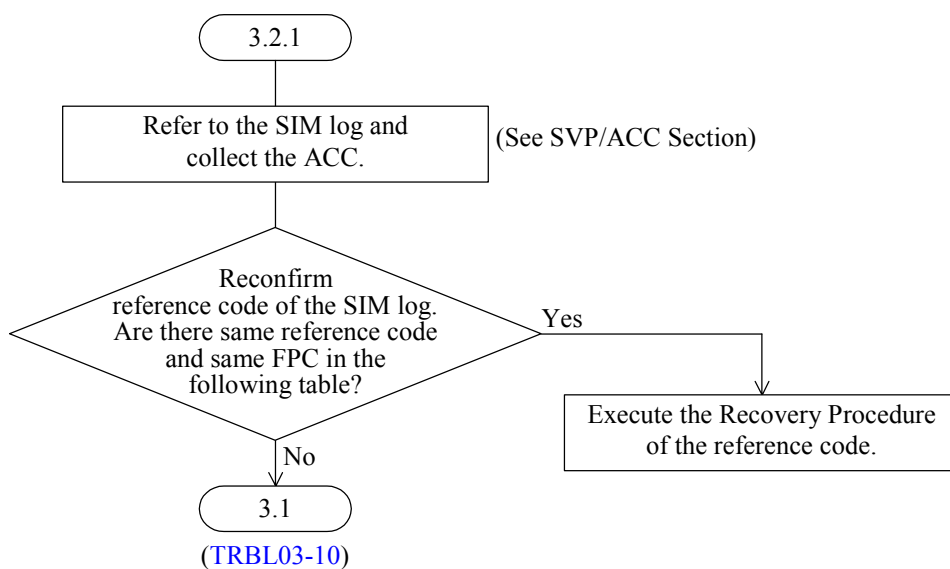 3.2.1
Refer to the SIM log and
collect the ACC.
(See SVP/ACC Section)
Reconfirm
reference code of the SIM log.
Are there same reference code
and same FPC in the
following table?
Yes
Execute the Recovery Procedure
of the reference code.
No
3.1
(TRBL03-10)